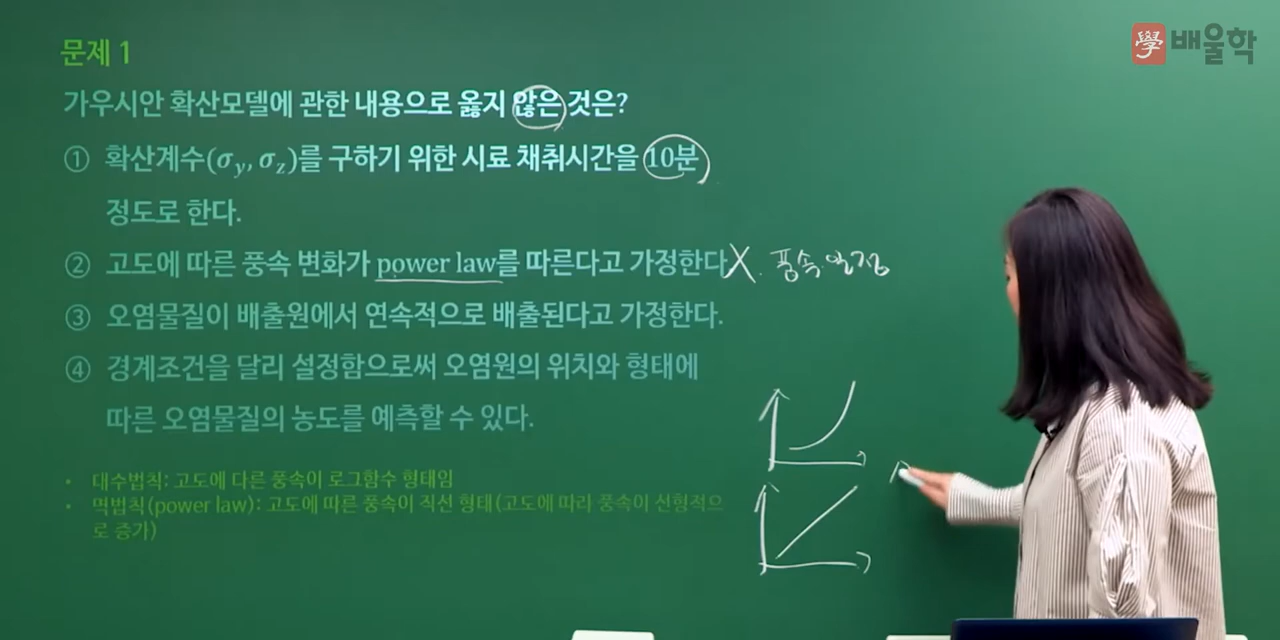 學 배울학
문제 1
가우시안 확산모델에 관한 내용으로 옳지 않은 것은?
① 확산계수(σy, σz)를 구하기 위한 시료 채취시간을 10분
정도로 한다.
② 고도에 따른 풍속 변화가 power law를 따른다고 가정한다 X. 풍속.일정
③ 오염물질이 배출원에서 연속적으로 배출된다고 가정한다.
④ 경계조건을 달리 설정함으로써 오염원의 위치와 형태에
따른 오염물질의 농도를 예측할 수 있다.
• 대수법칙: 고도에 다른 풍속이 로그함수 형태임
• 멱법칙(power law): 고도에 따른 풍속이 직선 형태(고도에 따라 풍속이 선형적으
로 증가)